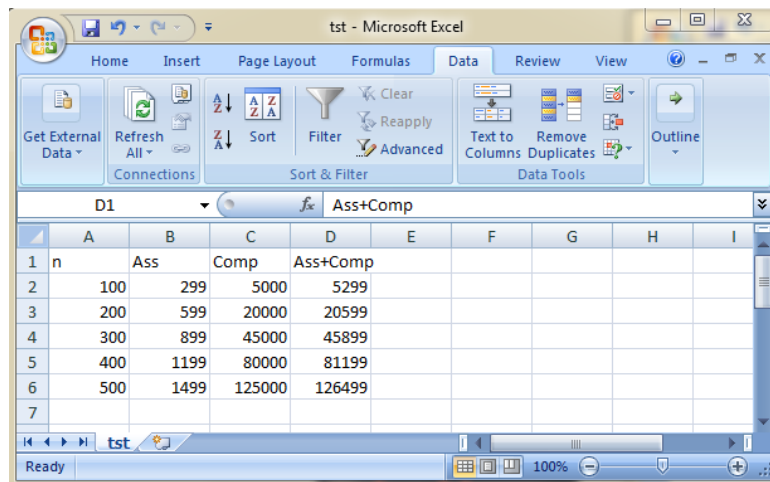 tst - Microsoft Excel
Home Insert Page Layout Formulas Data Review View
Get External Data
Refresh All
Connections
Sort
Filter
Clear
Reapply
Advanced
Sort & Filter
Text to Columns
Remove Duplicates
Data Tools
Outline
D1 fx Ass+Comp
A B C D E F G H I
1 n Ass Comp Ass+Comp
2 100 299 5000 5299
3 200 599 20000 20599
4 300 899 45000 45899
5 400 1199 80000 81199
6 500 1499 125000 126499
7
tst
Ready 100%